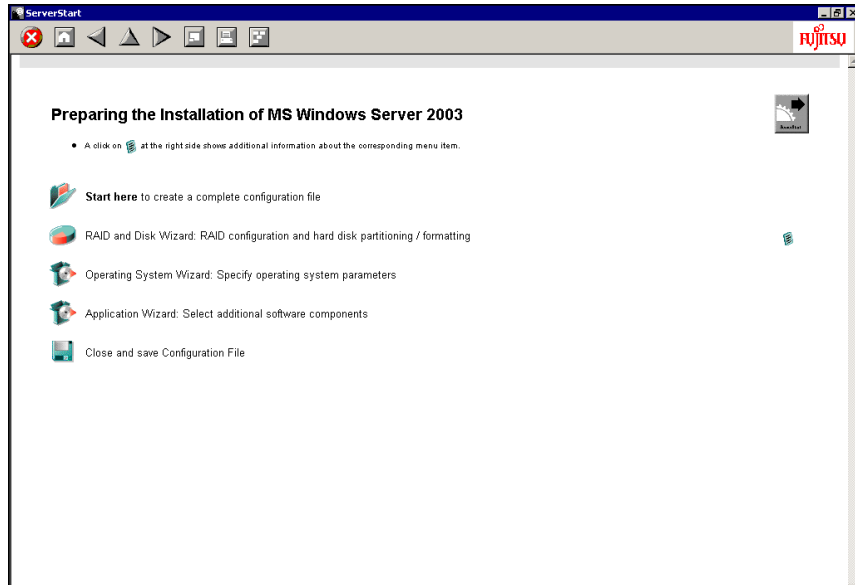 ServerStart
FUJITSU
Preparing the Installation of MS Windows Server 2003
A click on at the right side shows additional information about the corresponding menu item.
Start here to create a complete configuration file
RAID and Disk Wizard: RAID configuration and hard disk partitioning / formatting
Operating System Wizard: Specify operating system parameters
Application Wizard: Select additional software components
Close and save Configuration File